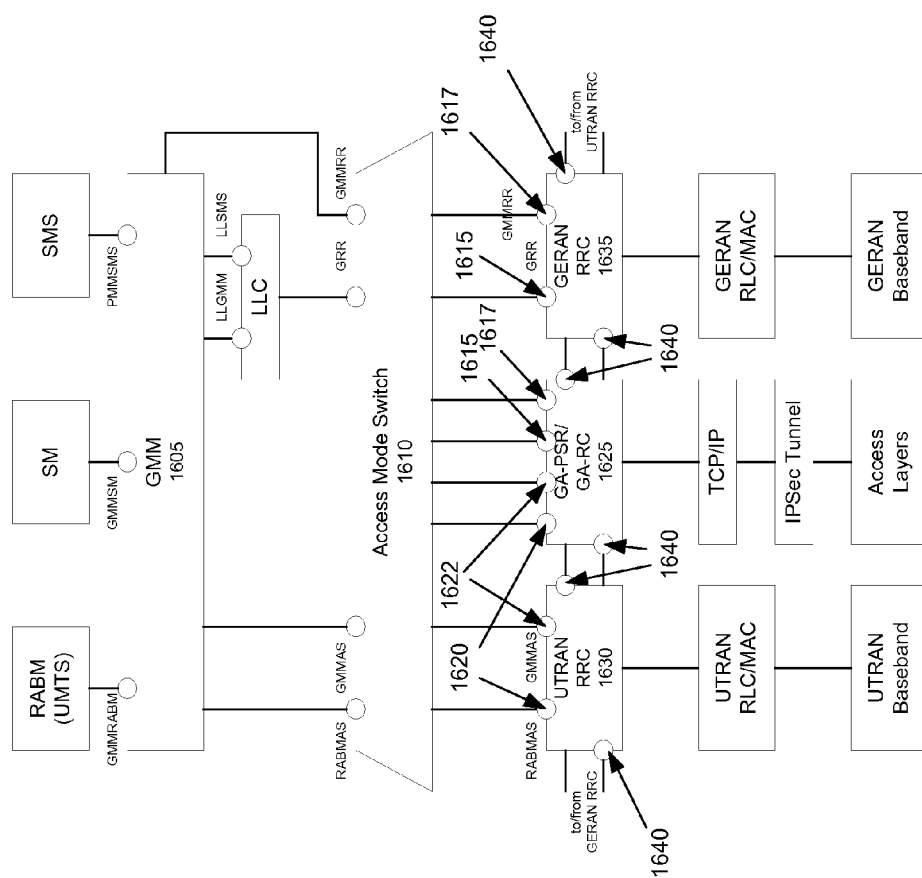 RABM
(UMTS)
SM
SMS
GMMRABM
GMMSM
PMMSMS
GMM
1605
LLGMM
LLSMS
LLC
GMMAS
RABMAS
GRR
GMMRR
Access Mode Switch
1610
1620
1622
1615
1617
1615
1617
1640
RABMAS
GMMAS
GRR
GMMRR
to/from
GERAN RRC
UTRAN
RRC
1630
GA-PSR/
GA-RC
1625
GERAN
RRC
1635
to/from
UTRAN RRC
1640
1640
1640
UTRAN
RLC/MAC
TCP/IP
IPSec Tunnel
GERAN
RLC/MAC
UTRAN
Baseband
Access
Layers
GERAN
Baseband